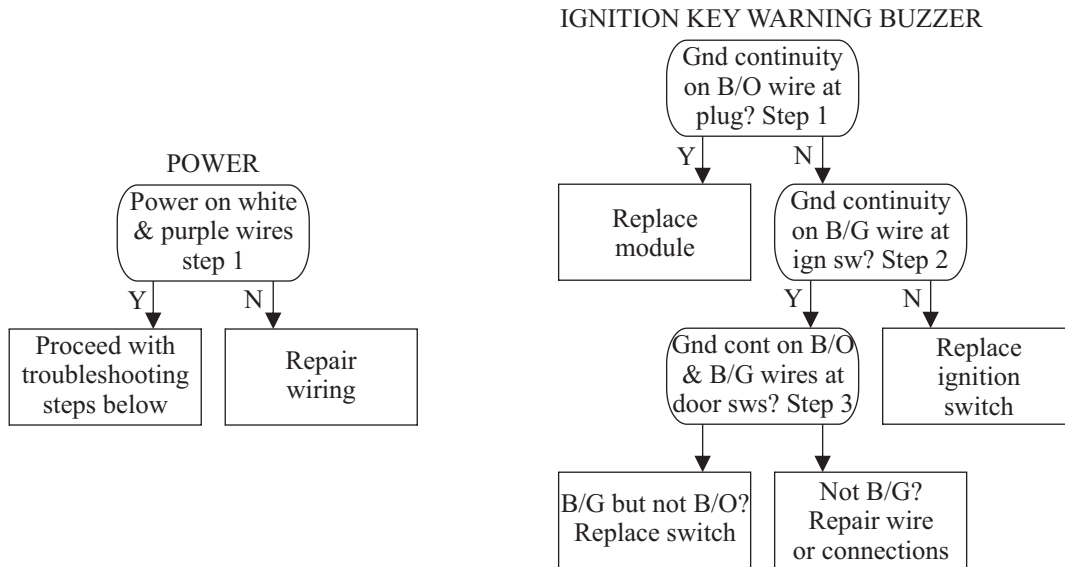 POWER
Power on white
& purple wires
step 1
Y
N
Proceed with
troubleshooting
steps below
Repair
wiring
IGNITION KEY WARNING BUZZER
Gnd continuity
on B/O wire at
plug? Step 1
Y
N
Replace
module
Gnd continuity
on B/G wire at
ign sw? Step 2
Y
N
Gnd cont on B/O
& B/G wires at
door sws? Step 3
Replace
ignition
switch
B/G but not B/O?
Replace switch
Not B/G?
Repair wire
or connections